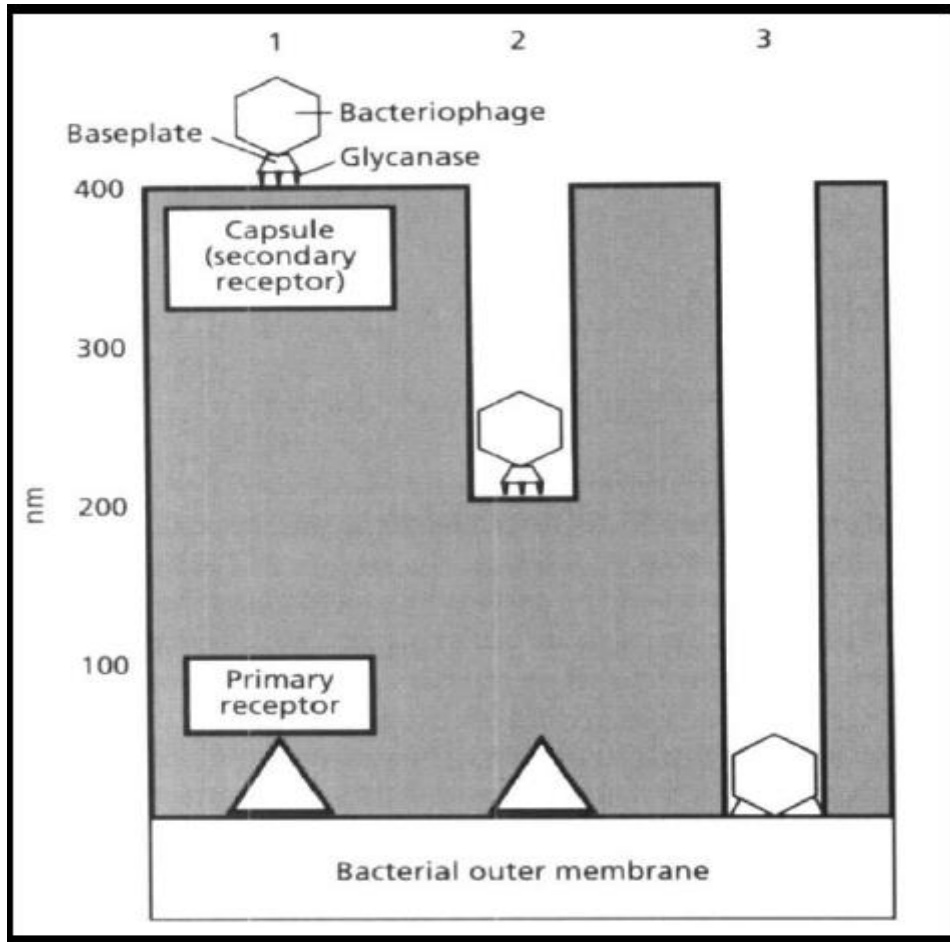 1
2
3
Bacteriophage
Baseplate
Glycanase
400
Capsule
(secondary
receptor)
300
nm
200
100
Primary
receptor
Bacterial outer membrane